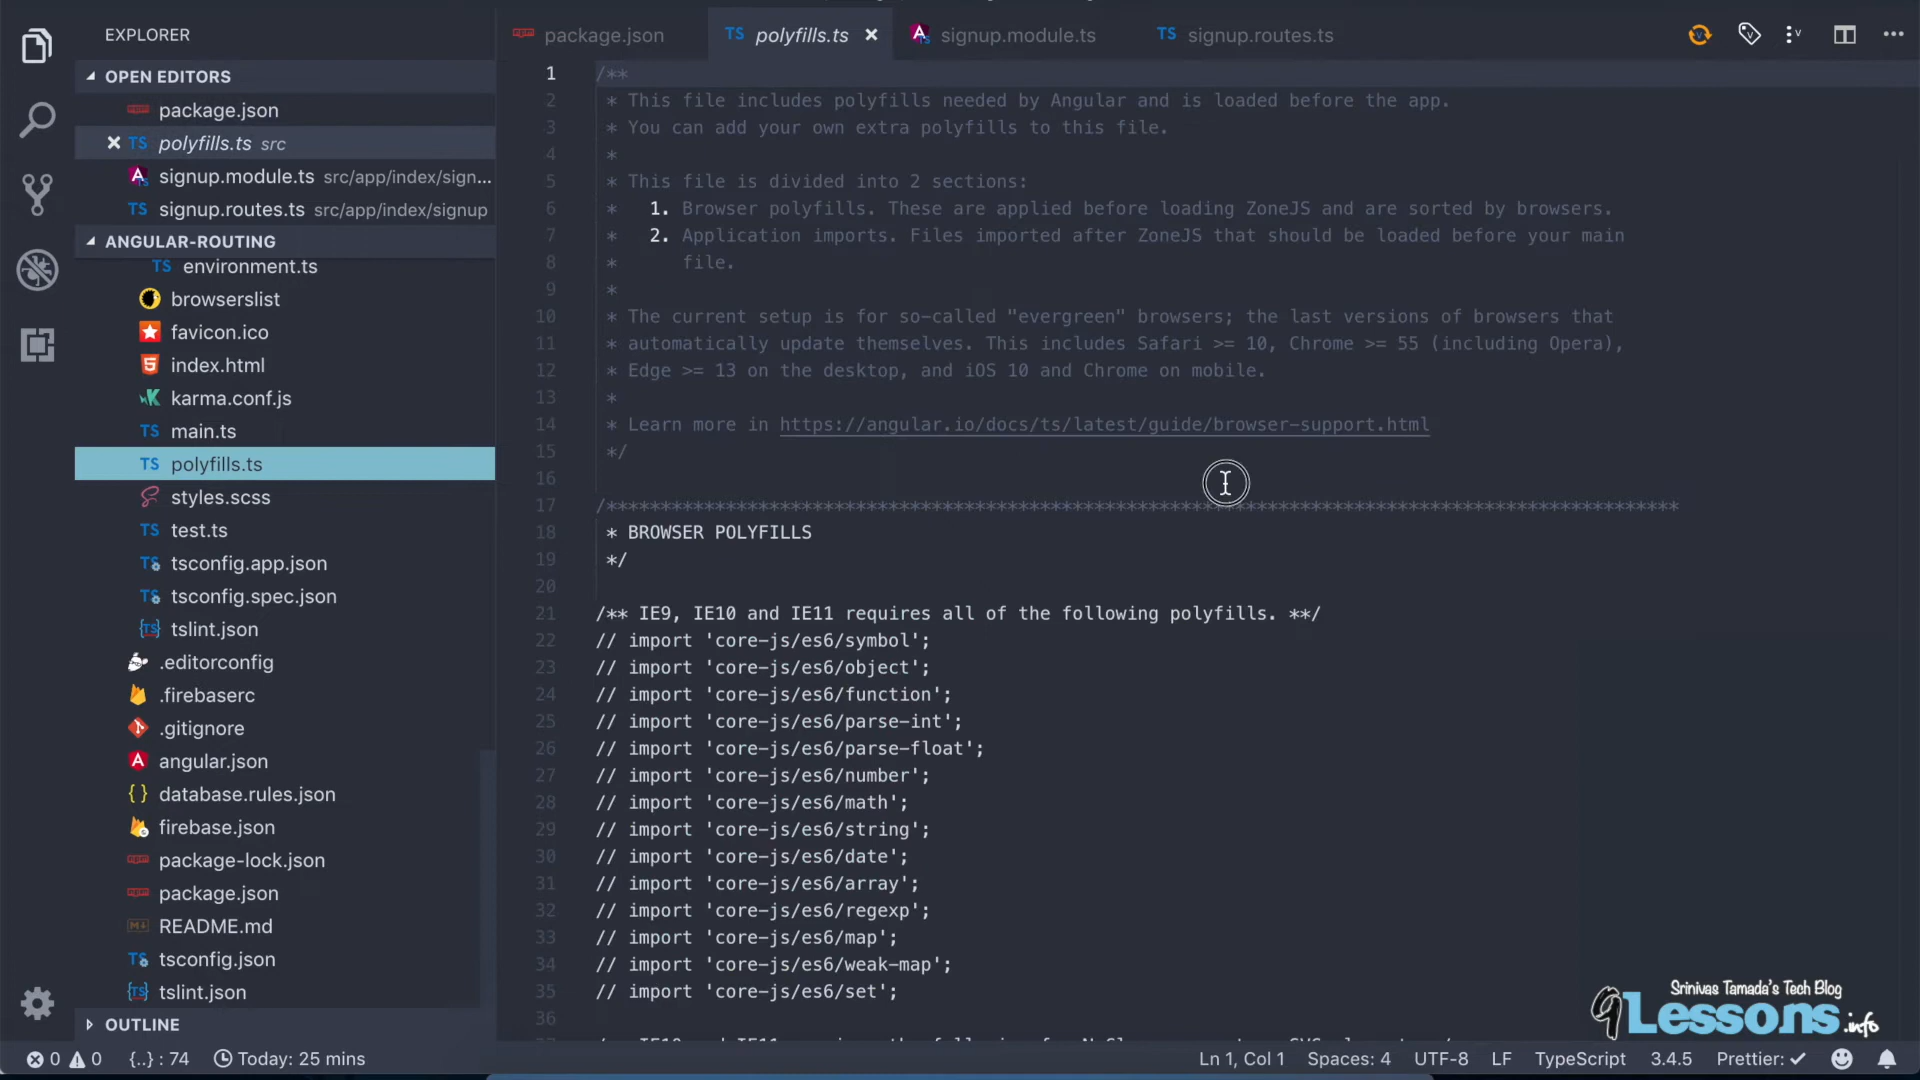 EXPLORER
OPEN EDITORS
package.json
polyfills.ts src
signup.module.ts src/app/index/sign...
signup.routes.ts src/app/index/signup
ANGULAR-ROUTING
environment.ts
browserslist
favicon.ico
index.html
karma.conf.js
main.ts
polyfills.ts
styles.scss
test.ts
tsconfig.app.json
tsconfig.spec.json
tslint.json
.editorconfig
.firebaserc
.gitignore
angular.json
database.rules.json
firebase.json
package-lock.json
package.json
README.md
tsconfig.json
tslint.json
OUTLINE
package.json
polyfills.ts
signup.module.ts
signup.routes.ts
1 /**
2 * This file includes polyfills needed by Angular and is loaded before the app.
3 * You can add your own extra polyfills to this file.
4 *
5 * This file is divided into 2 sections:
6 * 1. Browser polyfills. These are applied before loading ZoneJS and are sorted by browsers.
7 * 2. Application imports. Files imported after ZoneJS that should be loaded before your main
8 * file.
9 *
10 * The current setup is for so-called "evergreen" browsers; the last versions of browsers that
11 * automatically update themselves. This includes Safari >= 10, Chrome >= 55 (including Opera),
12 * Edge >= 13 on the desktop, and iOS 10 and Chrome on mobile.
13 *
14 * Learn more in https://angular.io/docs/ts/latest/guide/browser-support.html
15 */
16
17 /***************************************************************************************************
18 * BROWSER POLYFILLS
19 */
20
21 /** IE9, IE10 and IE11 requires all of the following polyfills. **/
22 // import 'core-js/es6/symbol';
23 // import 'core-js/es6/object';
24 // import 'core-js/es6/function';
25 // import 'core-js/es6/parse-int';
26 // import 'core-js/es6/parse-float';
27 // import 'core-js/es6/number';
28 // import 'core-js/es6/math';
29 // import 'core-js/es6/string';
30 // import 'core-js/es6/date';
31 // import 'core-js/es6/array';
32 // import 'core-js/es6/regexp';
33 // import 'core-js/es6/map';
34 // import 'core-js/es6/weak-map';
35 // import 'core-js/es6/set';
36
Srinivas Tamada's Tech Blog
9Lessons.info
0 0 {..} : 74 Today: 25 mins
Ln 1, Col 1 Spaces: 4 UTF-8 LF TypeScript 3.4.5 Prettier: ✓